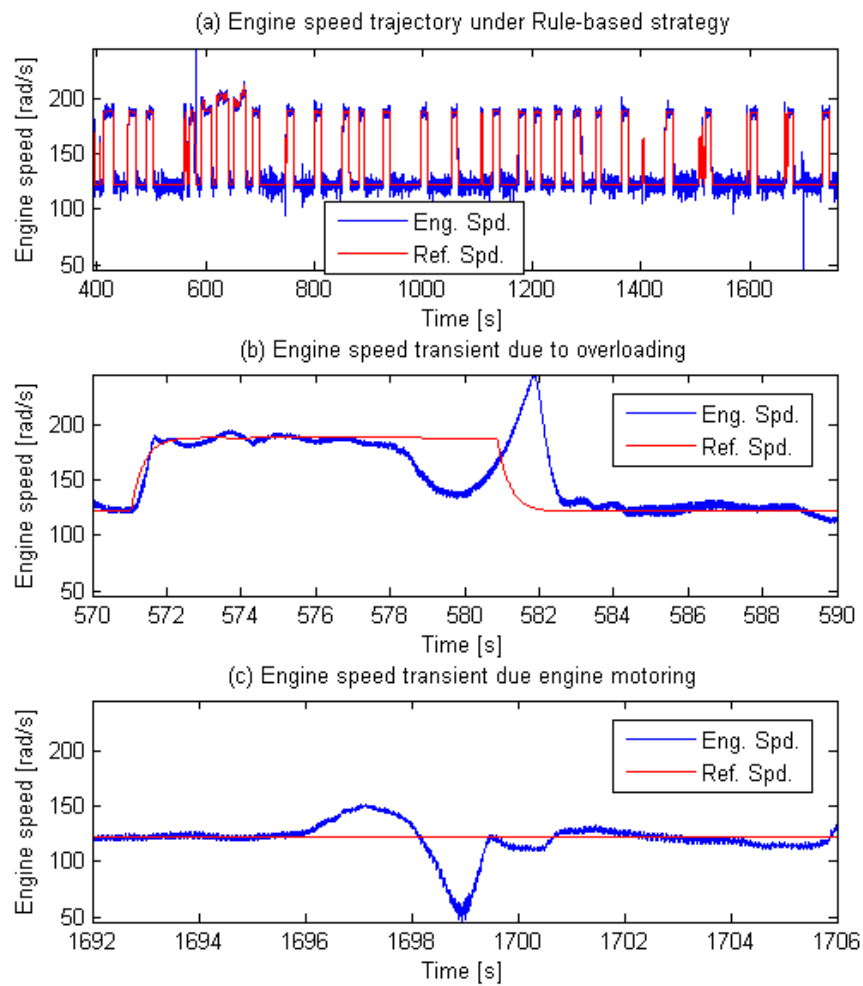 (a) Engine speed trajectory under Rule-based strategy
Engine speed [rad/s]
200
150
100
50
Eng. Spd.
Ref. Spd.
400 600 800 1000 1200 1400 1600
Time [s]
(b) Engine speed transient due to overloading
Engine speed [rad/s]
200
150
100
50
Eng. Spd.
Ref. Spd.
570 572 574 576 578 580 582 584 586 588 590
Time [s]
(c) Engine speed transient due engine motoring
Engine speed [rad/s]
200
150
100
50
Eng. Spd.
Ref. Spd.
1692 1694 1696 1698 1700 1702 1704 1706
Time [s]